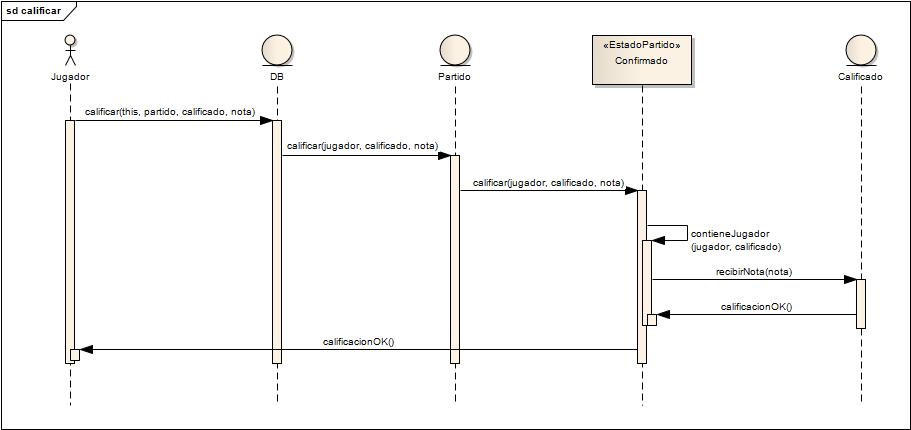 sd calificar
«EstadoPartido»
Confirmado
Jugador
DB
Partido
Calificado
calificar(this, partido, calificado, nota)
calificar(jugador, calificado, nota)
calificar(jugador, calificado, nota)
contieneJugador
(jugador, calificado)
recibirNota(nota)
calificacionOK()
calificacionOK()